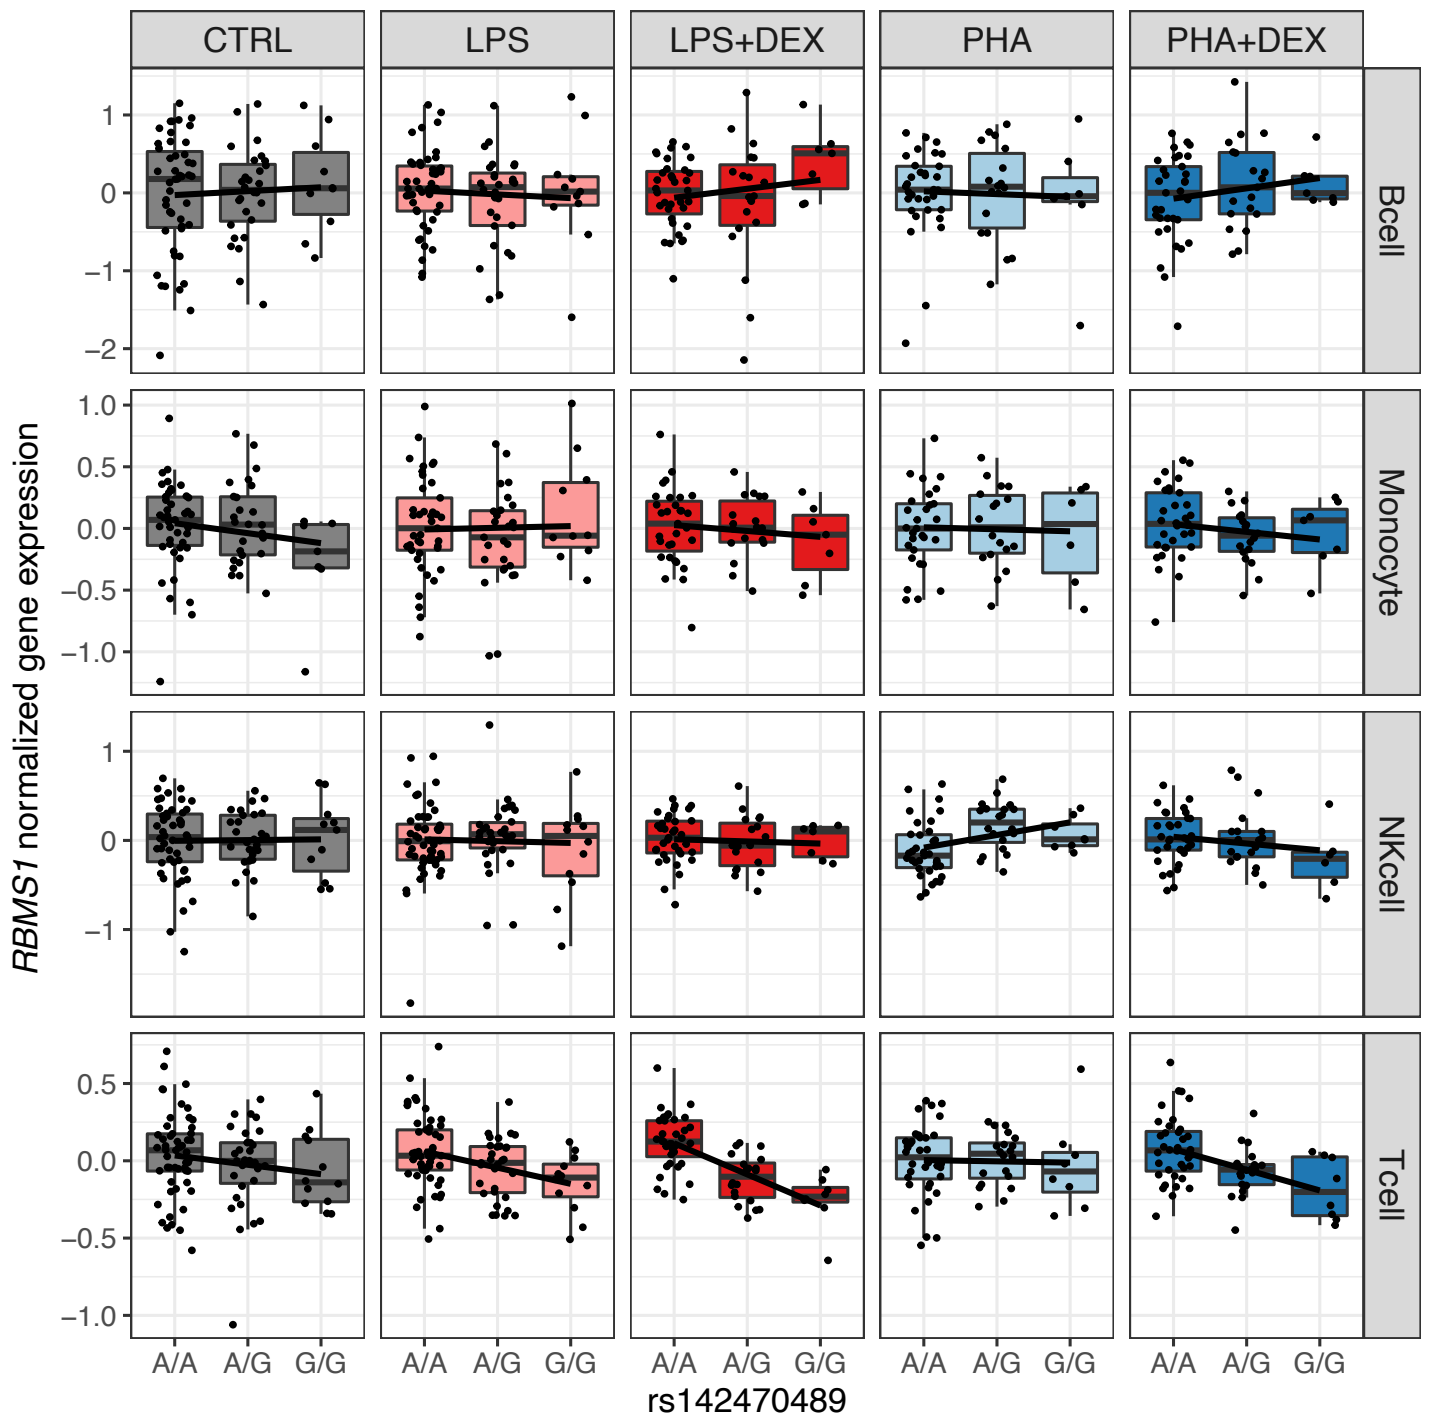 CTRL LPS LPS+DEX PHA PHA+DEX
1
0
−1
−2
Bcell
1.0
0.5
0.0
−0.5
−1.0
Monocyte
RBMS1 normalized gene expression
1
0
−1
NKcell
0.5
0.0
−0.5
−1.0
Tcell
A/A A/G G/G A/A A/G G/G A/A A/G G/G A/A A/G G/G A/A A/G G/G
rs142470489